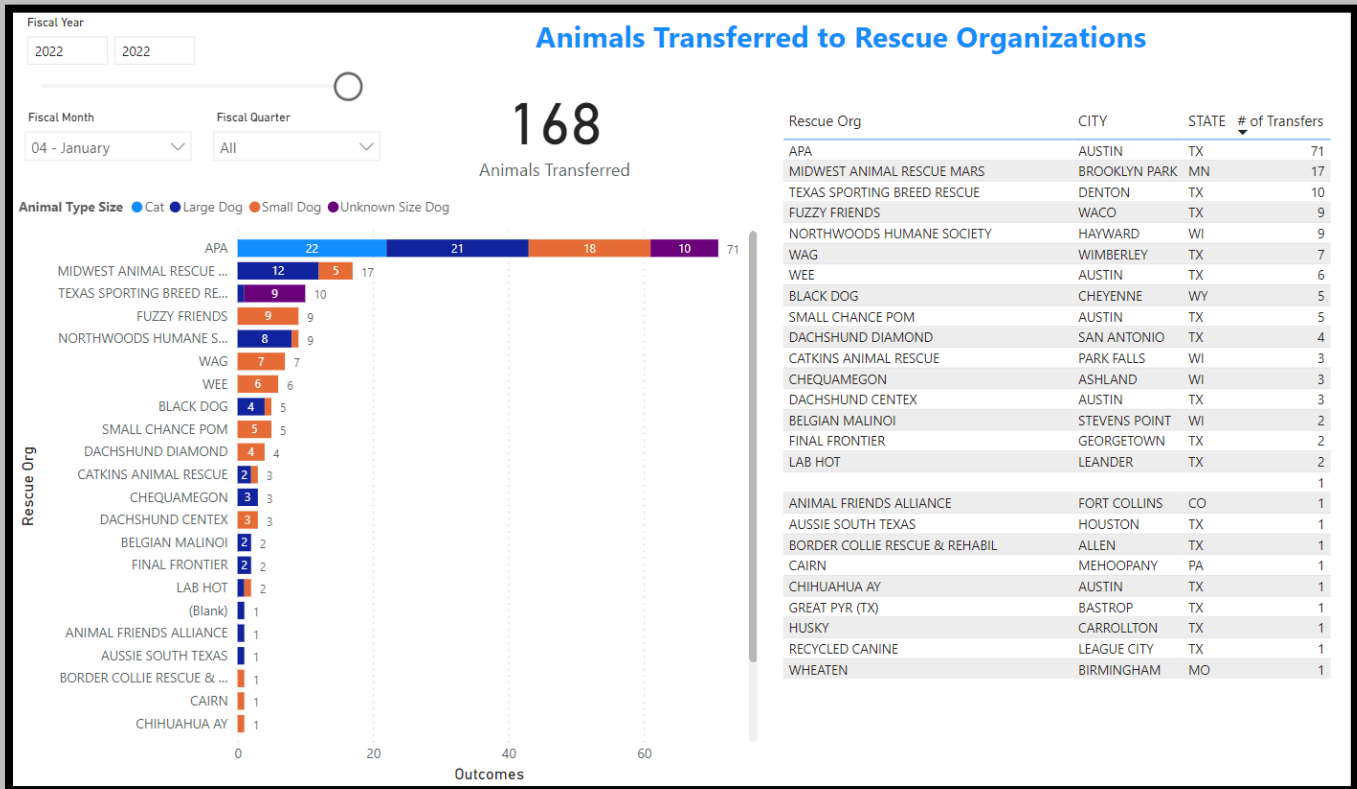 Fiscal Year
2022 2022
Animals Transferred to Rescue Organizations
Fiscal Month Fiscal Quarter
04 - January All
168
Animals Transferred
Animal Type Size Cat Large Dog Small Dog Unknown Size Dog
Rescue Org
APA 22 21 18 10 71
MIDWEST ANIMAL RESCUE ... 12 5 17
TEXAS SPORTING BREED RE... 9 10
FUZZY FRIENDS 9 9
NORTHWOODS HUMANE S... 8 9
WAG 7 7
WEE 6 6
BLACK DOG 4 5
SMALL CHANCE POM 5 5
DACHSHUND DIAMOND 4 4
CATKINS ANIMAL RESCUE 2 3
CHEQUAMEGON 3 3
DACHSHUND CENTEX 3 3
BELGIAN MALINOI 2 2
FINAL FRONTIER 2 2
LAB HOT 2
(Blank) 1
ANIMAL FRIENDS ALLIANCE 1
AUSSIE SOUTH TEXAS 1
BORDER COLLIE RESCUE & ... 1
CAIRN 1
CHIHUAHUA AY 1
0 20 40 60
Outcomes
Rescue Org CITY STATE # of Transfers
APA AUSTIN TX 71
MIDWEST ANIMAL RESCUE MARS BROOKLYN PARK MN 17
TEXAS SPORTING BREED RESCUE DENTON TX 10
FUZZY FRIENDS WACO TX 9
NORTHWOODS HUMANE SOCIETY HAYWARD WI 9
WAG WIMBERLEY TX 7
WEE AUSTIN TX 6
BLACK DOG CHEYENNE WY 5
SMALL CHANCE POM AUSTIN TX 5
DACHSHUND DIAMOND SAN ANTONIO TX 4
CATKINS ANIMAL RESCUE PARK FALLS WI 3
CHEQUAMEGON ASHLAND WI 3
DACHSHUND CENTEX AUSTIN TX 3
BELGIAN MALINOI STEVENS POINT WI 2
FINAL FRONTIER GEORGETOWN TX 2
LAB HOT LEANDER TX 2
1
ANIMAL FRIENDS ALLIANCE FORT COLLINS CO 1
AUSSIE SOUTH TEXAS HOUSTON TX 1
BORDER COLLIE RESCUE & REHABIL ALLEN TX 1
CAIRN MEHOOPANY PA 1
CHIHUAHUA AY AUSTIN TX 1
GREAT PYR (TX) BASTROP TX 1
HUSKY CARROLLTON TX 1
RECYCLED CANINE LEAGUE CITY TX 1
WHEATEN BIRMINGHAM MO 1